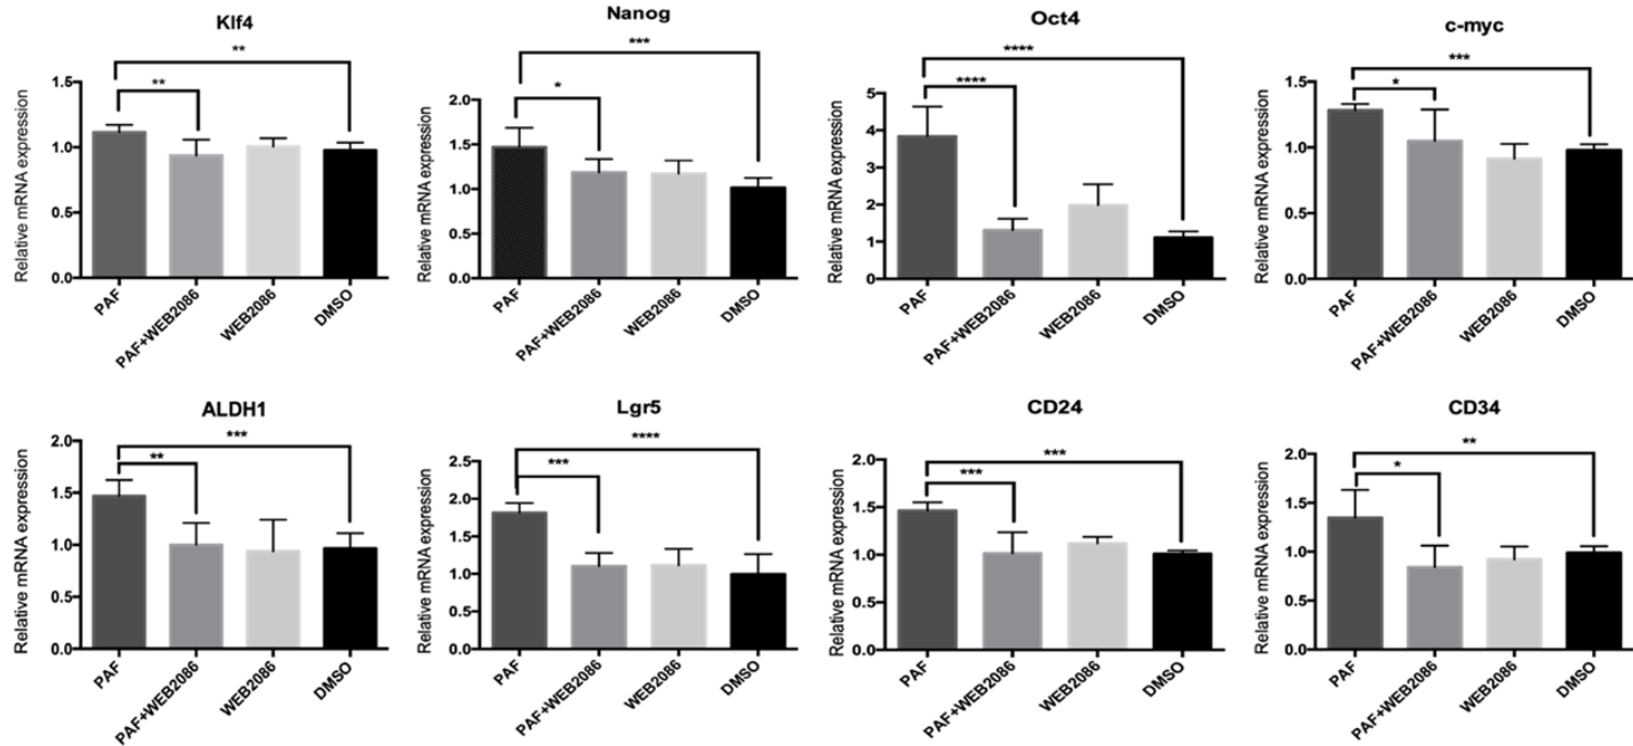 Klf4
**
**
Relative mRNA expression
1.5
1.0
0.5
0.0
PAF
PAF+WEB2086
WEB2086
DMSO
Nanog
***
*
Relative mRNA expression
2.0
1.5
1.0
0.5
0.0
PAF
PAF+WEB2086
WEB2086
DMSO
Oct4
****
****
Relative mRNA expression
5
4
3
2
1
0
PAF
PAF+WEB2086
WEB2086
DMSO
c-myc
***
*
Relative mRNA expression
1.5
1.0
0.5
0.0
PAF
PAF+WEB2086
WEB2086
DMSO
ALDH1
***
**
Relative mRNA expression
2.0
1.5
1.0
0.5
0.0
PAF
PAF+WEB2086
WEB2086
DMSO
Lgr5
****
***
Relative mRNA expression
2.5
2.0
1.5
1.0
0.5
0.0
PAF
PAF+WEB2086
WEB2086
DMSO
CD24
***
***
Relative mRNA expression
2.0
1.5
1.0
0.5
0.0
PAF
PAF+WEB2086
WEB2086
DMSO
CD34
**
*
Relative mRNA expression
2.0
1.5
1.0
0.5
0.0
PAF
PAF+WEB2086
WEB2086
DMSO